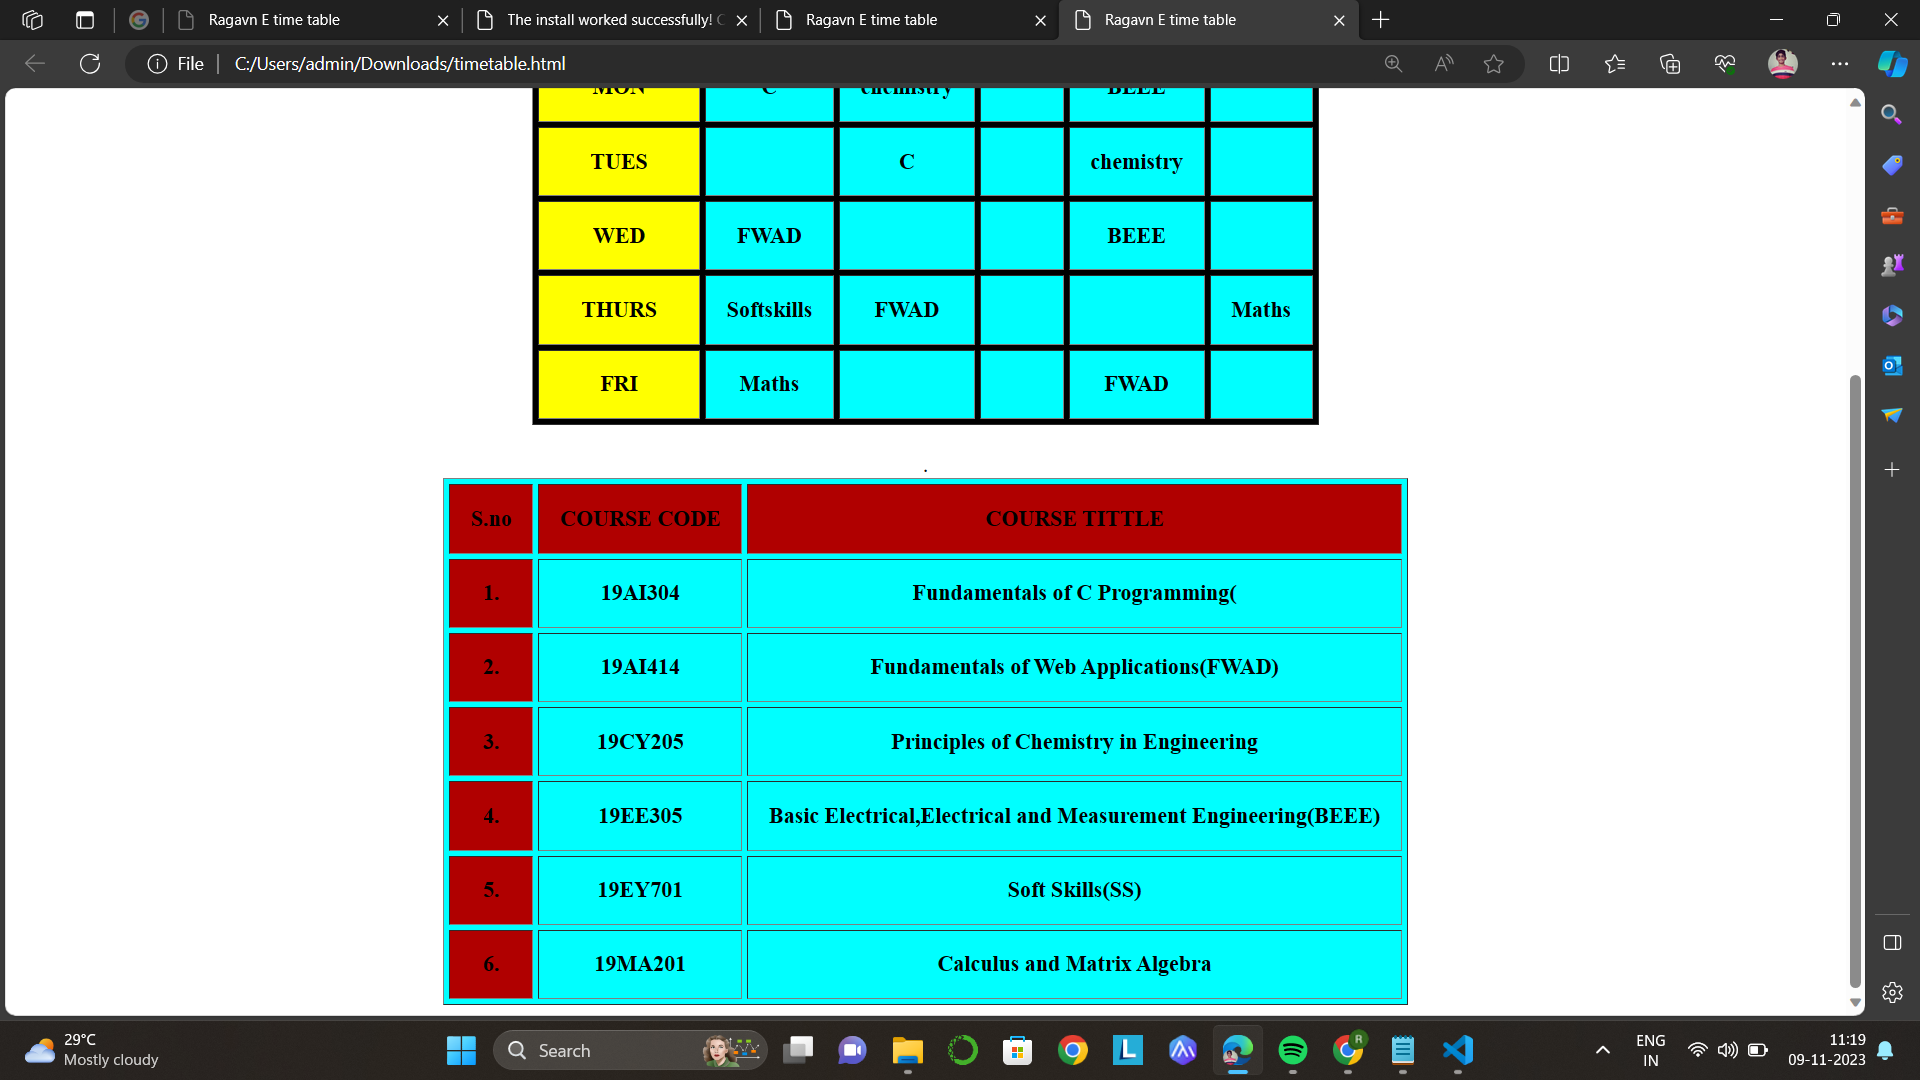 Ragavn E time table
The install worked successfully! C
Ragavn E time table
Ragavn E time table
File C:/Users/admin/Downloads/timetable.html
MON C chemistry BEEE
TUES C chemistry
WED FWAD BEEE
THURS Softskills FWAD Maths
FRI Maths FWAD
.
S.no COURSE CODE COURSE TITTLE
1. 19AI304 Fundamentals of C Programming(
2. 19AI414 Fundamentals of Web Applications(FWAD)
3. 19CY205 Principles of Chemistry in Engineering
4. 19EE305 Basic Electrical,Electrical and Measurement Engineering(BEEE)
5. 19EY701 Soft Skills(SS)
6. 19MA201 Calculus and Matrix Algebra
29°C
Mostly cloudy
Search
R
ENG
IN
11:19
09-11-2023